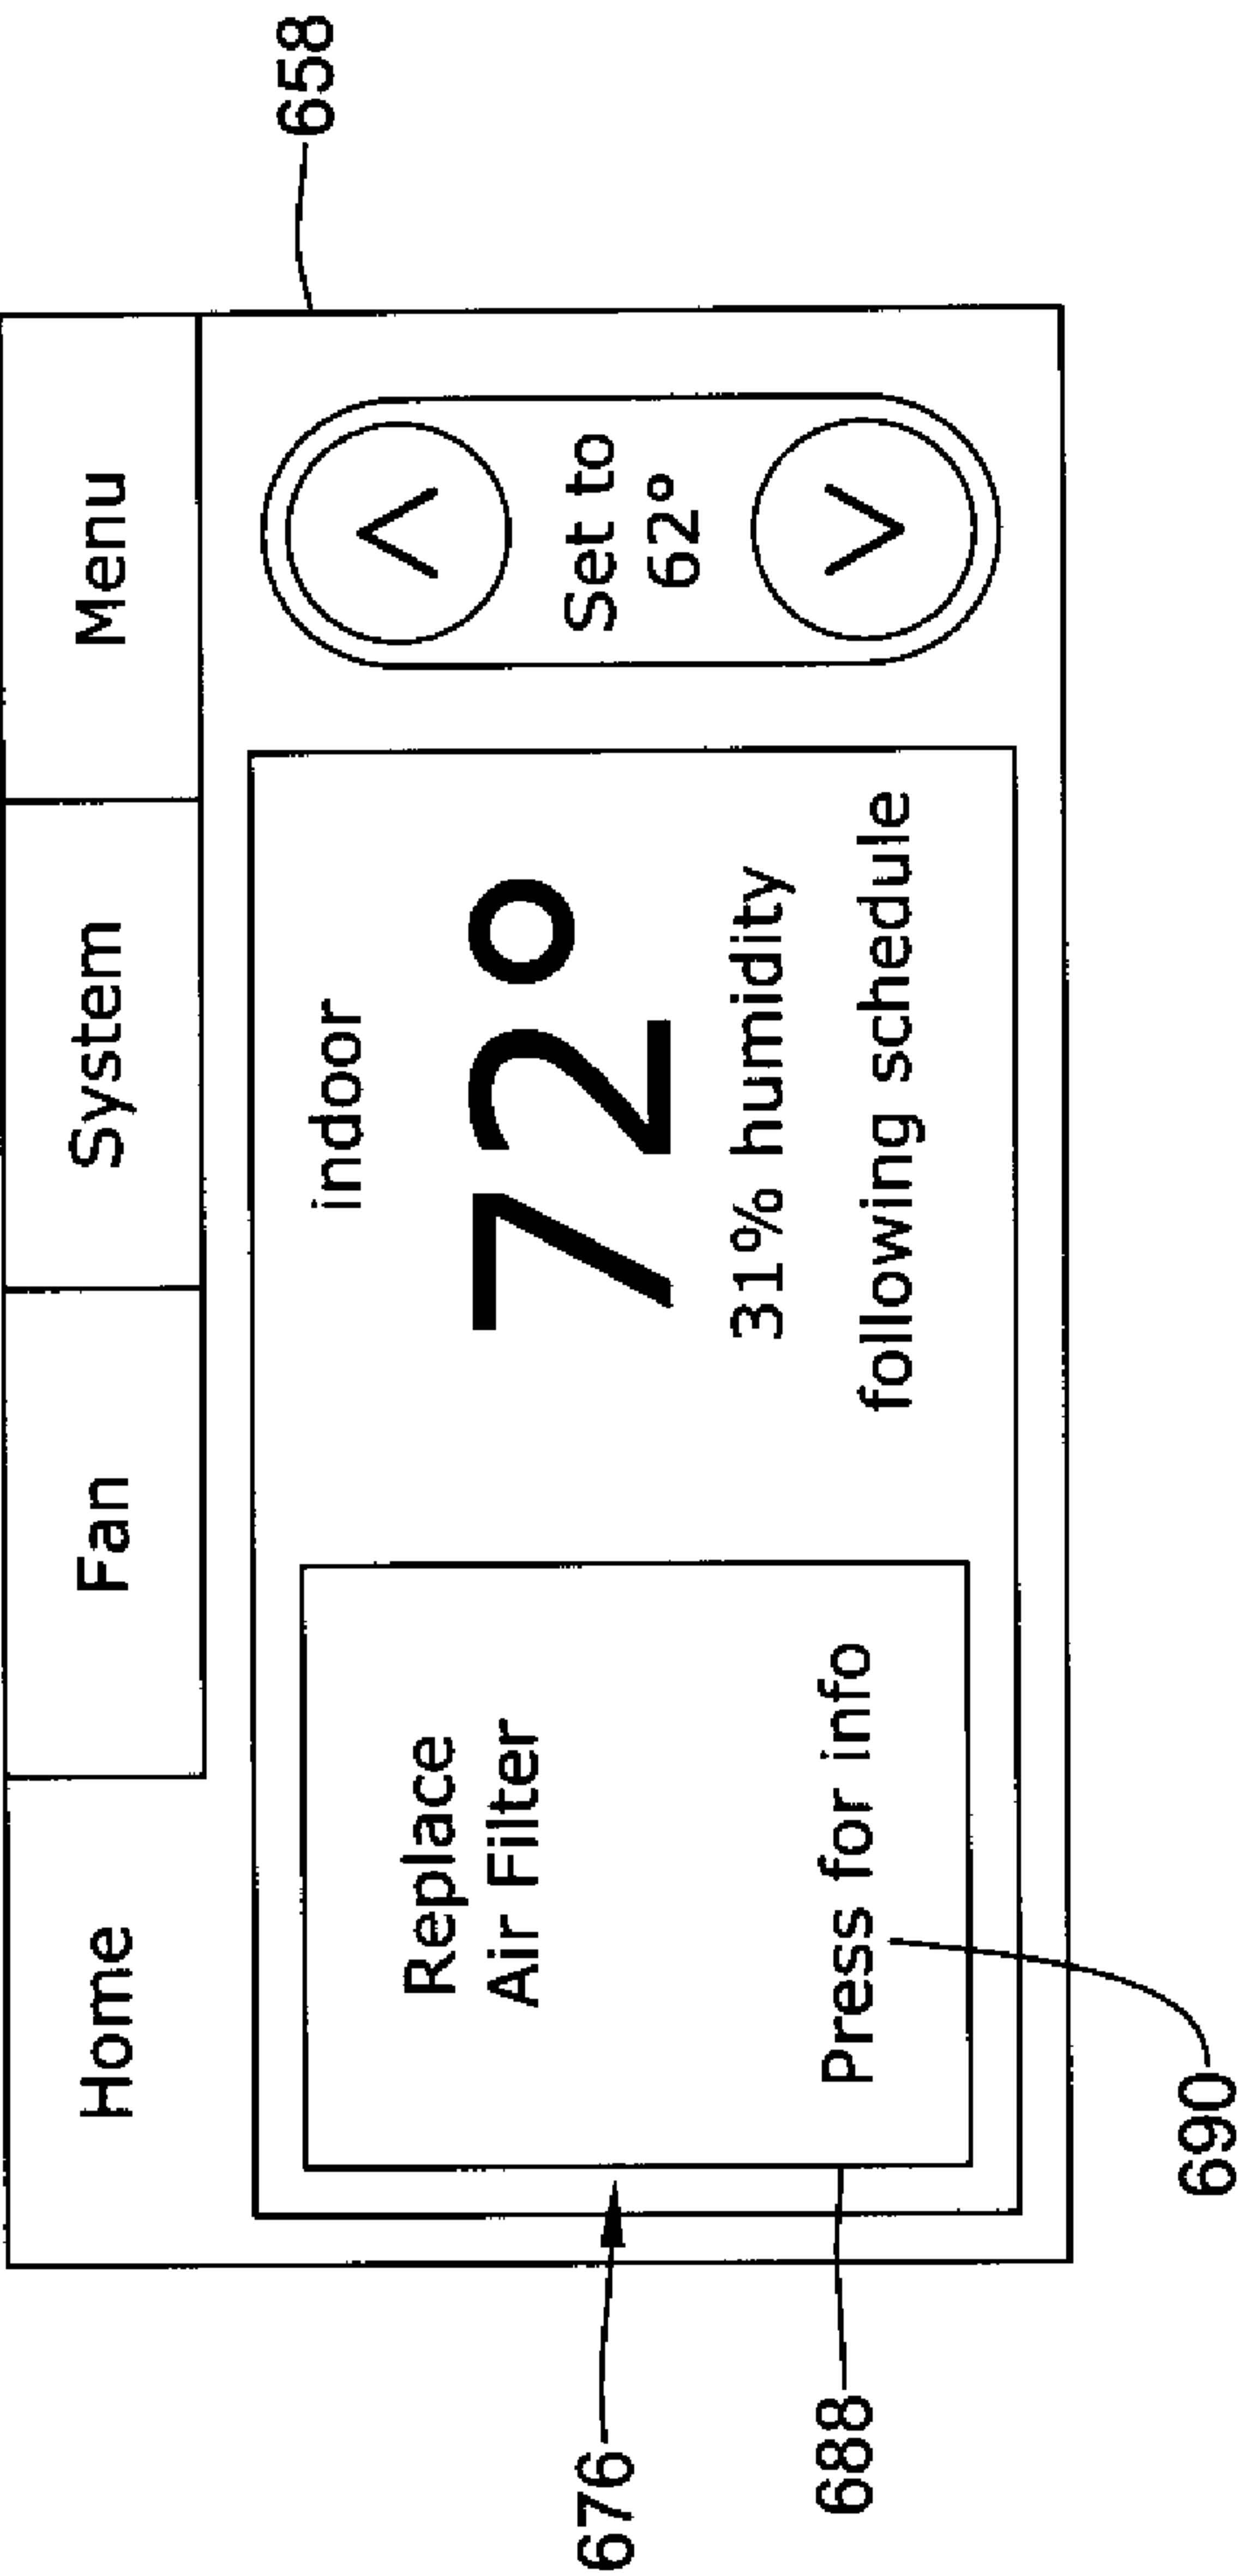 Home
Fan
System
Menu
658
Replace
Air Filter
Press for info
indoor
72°
31% humidity
following schedule
Set to
62°
676
688
690